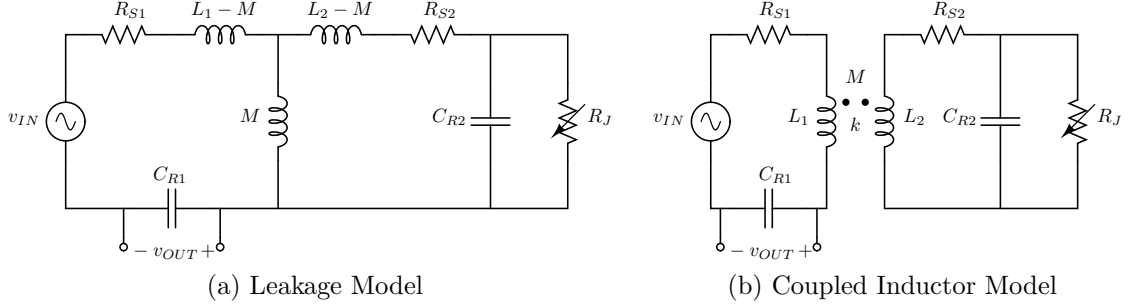 R_{S1} L_1 − M L_2 − M R_{S2}
v_{IN} M C_{R2} R_J
C_{R1}
− v_{OUT} +
(a) Leakage Model
R_{S1} R_{S2}
M
v_{IN} L_1 k L_2 C_{R2} R_J
C_{R1}
− v_{OUT} +
(b) Coupled Inductor Model